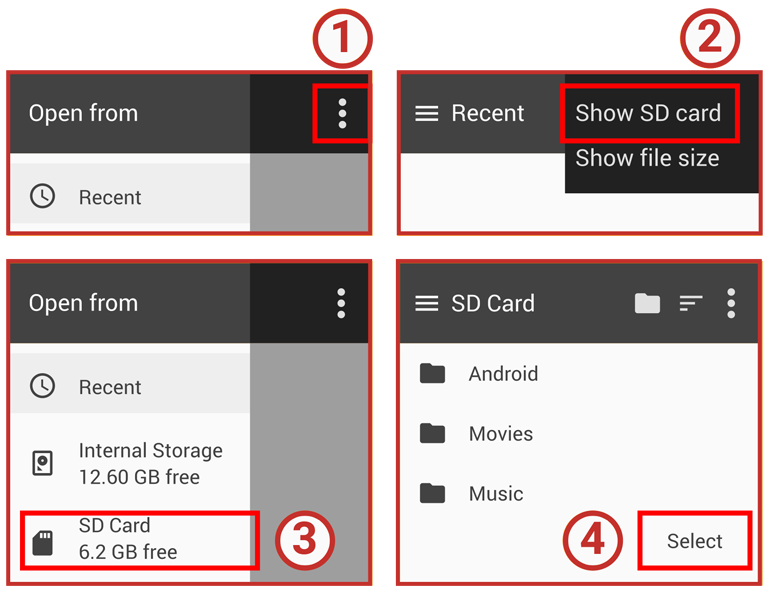 1
Open from
Recent
2
Recent
Show SD card
Show file size
Open from
Recent
Internal Storage
12.60 GB free
SD Card
6.2 GB free
3
SD Card
Android
Movies
Music
4
Select